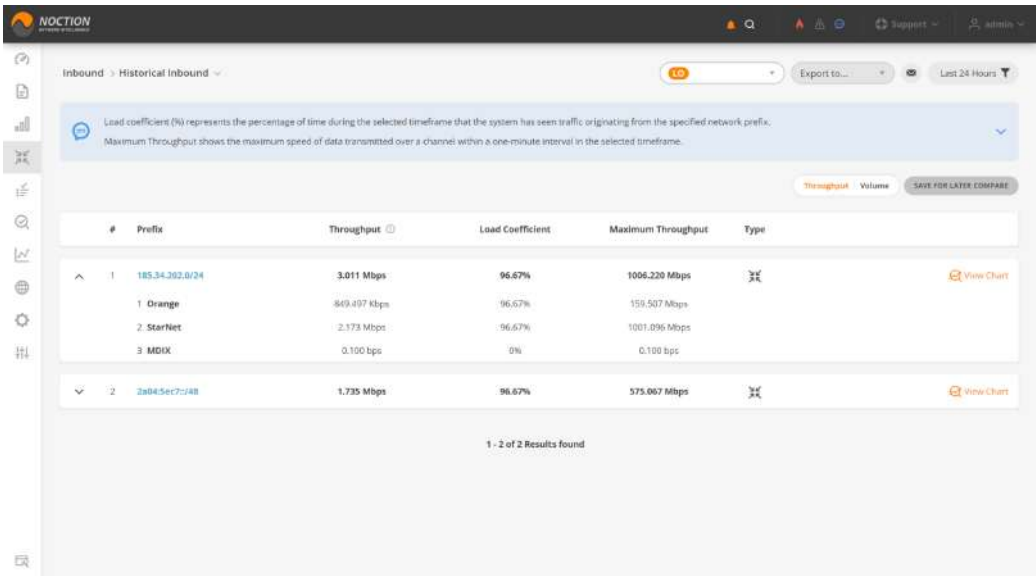 NOCTION
NETWORK INTELLIGENCE
Support
admin
Inbound > Historical Inbound
LO
Export to...
Last 24 Hours
Load coefficient (%) represents the percentage of time during the selected timeframe that the system has seen traffic originating from the specified network prefix.
Maximum Throughput shows the maximum speed of data transmitted over a channel within a one-minute interval in the selected timeframe.
Throughput Volume SAVE FOR LATER COMPARE
# Prefix Throughput Load Coefficient Maximum Throughput Type
1 185.34.202.0/24 3.011 Mbps 96.67% 1006.220 Mbps View Chart
1 Orange 849.497 Kbps 96.67% 159.507 Mbps
2 StarNet 2.173 Mbps 96.67% 1001.096 Mbps
3 MDIX 0.100 bps 0% 0.100 bps
2 2a04:5ec7::/48 1.735 Mbps 96.67% 575.067 Mbps View Chart
1 - 2 of 2 Results found